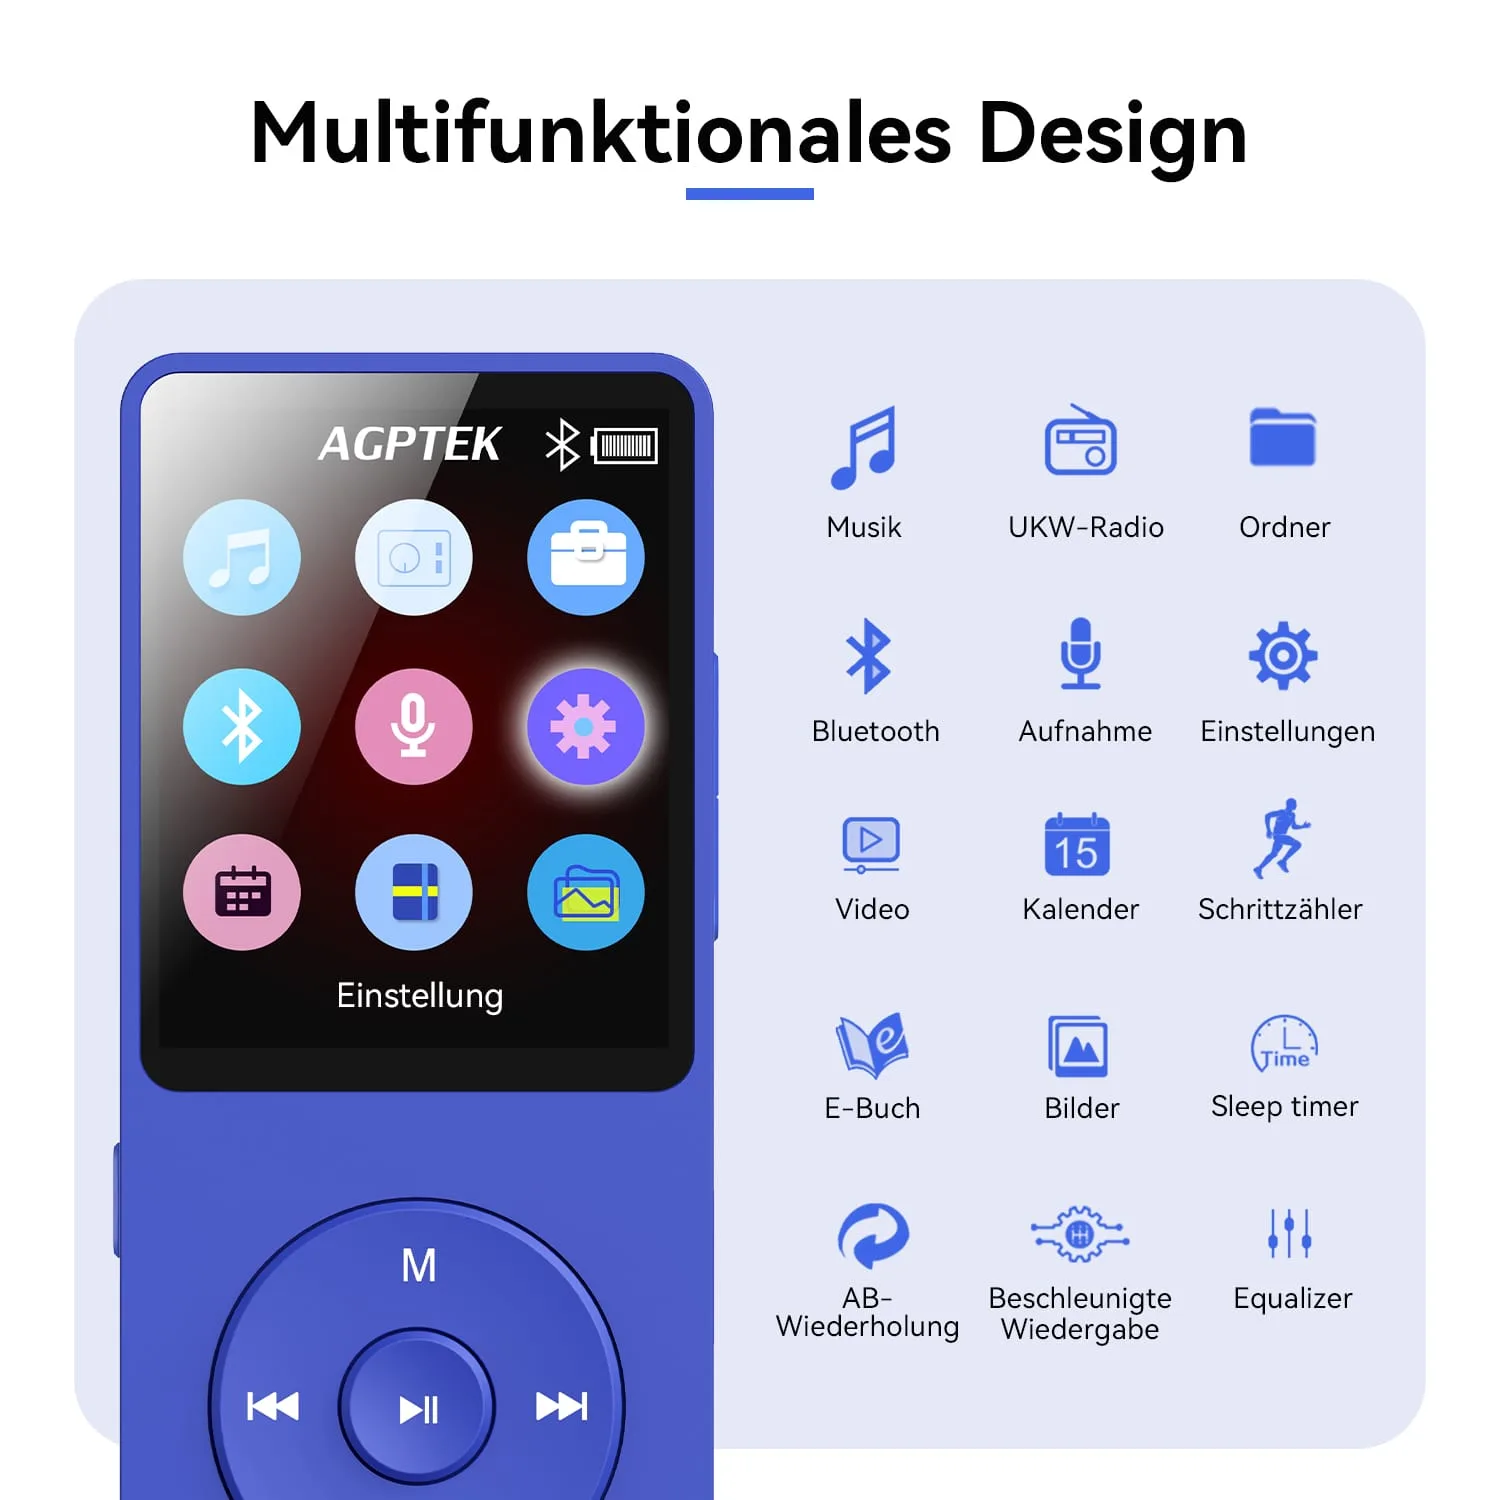 Multifunktionales Design
AGPTEK
Einstellung
M
Musik
UKW-Radio
Ordner
Bluetooth
Aufnahme
Einstellungen
15
Video
Kalender
Schrittzähler
e
Time
E-Buch
Bilder
Sleep timer
AB-
Wiederholung
Beschleunigte
Wiedergabe
Equalizer